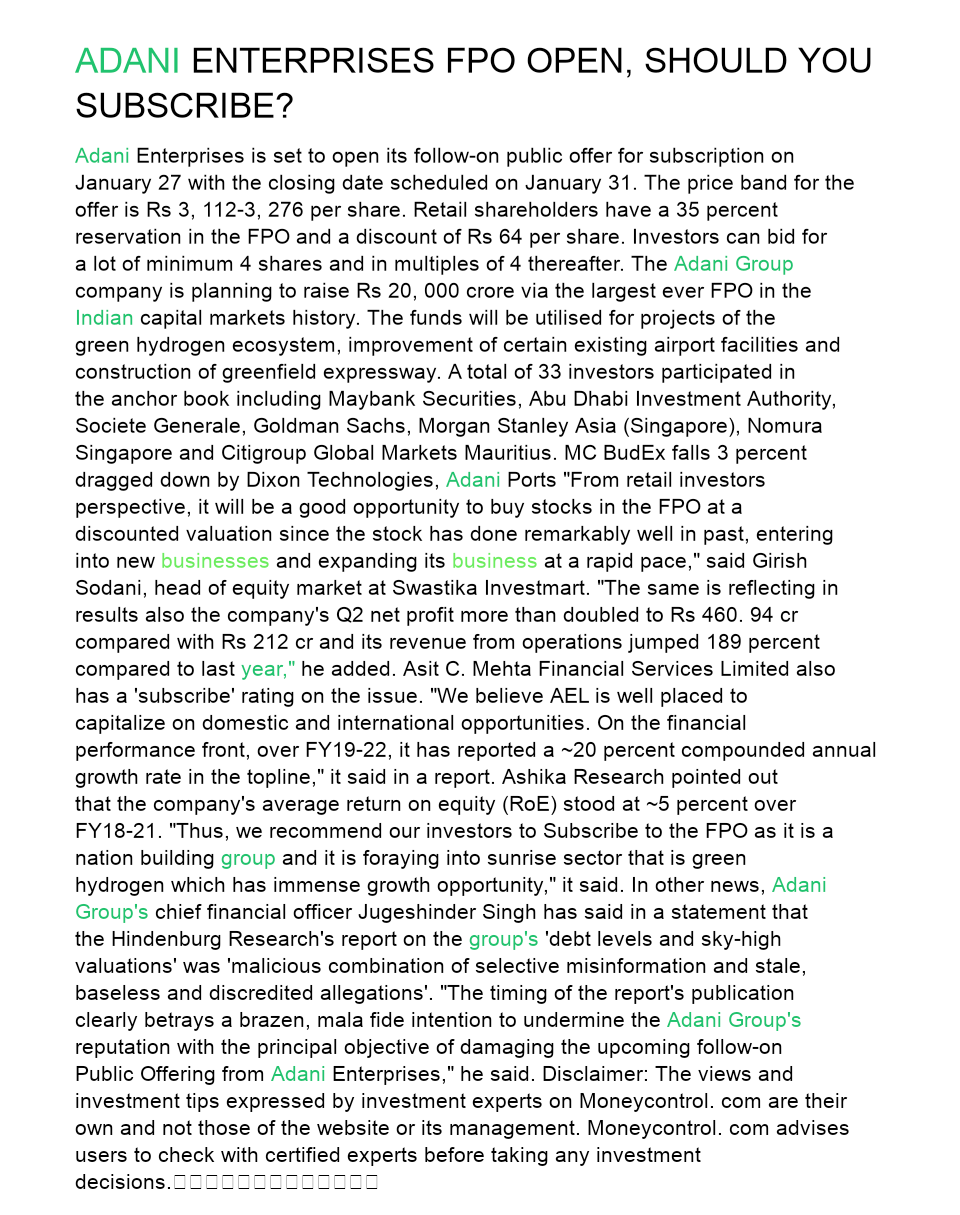 ADANI ENTERPRISES FPO OPEN, SHOULD YOU
SUBSCRIBE?
Adani Enterprises is set to open its follow-on public offer for subscription on
January 27 with the closing date scheduled on January 31. The price band for the
offer is Rs 3, 112-3, 276 per share. Retail shareholders have a 35 percent
reservation in the FPO and a discount of Rs 64 per share. Investors can bid for
a lot of minimum 4 shares and in multiples of 4 thereafter. The Adani Group
company is planning to raise Rs 20, 000 crore via the largest ever FPO in the
Indian capital markets history. The funds will be utilised for projects of the
green hydrogen ecosystem, improvement of certain existing airport facilities and
construction of greenfield expressway. A total of 33 investors participated in
the anchor book including Maybank Securities, Abu Dhabi Investment Authority,
Societe Generale, Goldman Sachs, Morgan Stanley Asia (Singapore), Nomura
Singapore and Citigroup Global Markets Mauritius. MC BudEx falls 3 percent
dragged down by Dixon Technologies, Adani Ports "From retail investors
perspective, it will be a good opportunity to buy stocks in the FPO at a
discounted valuation since the stock has done remarkably well in past, entering
into new businesses and expanding its business at a rapid pace," said Girish
Sodani, head of equity market at Swastika Investmart. "The same is reflecting in
results also the company's Q2 net profit more than doubled to Rs 460. 94 cr
compared with Rs 212 cr and its revenue from operations jumped 189 percent
compared to last year," he added. Asit C. Mehta Financial Services Limited also
has a 'subscribe' rating on the issue. "We believe AEL is well placed to
capitalize on domestic and international opportunities. On the financial
performance front, over FY19-22, it has reported a ~20 percent compounded annual
growth rate in the topline," it said in a report. Ashika Research pointed out
that the company's average return on equity (RoE) stood at ~5 percent over
FY18-21. "Thus, we recommend our investors to Subscribe to the FPO as it is a
nation building group and it is foraying into sunrise sector that is green
hydrogen which has immense growth opportunity," it said. In other news, Adani
Group's chief financial officer Jugeshinder Singh has said in a statement that
the Hindenburg Research's report on the group's 'debt levels and sky-high
valuations' was 'malicious combination of selective misinformation and stale,
baseless and discredited allegations'. "The timing of the report's publication
clearly betrays a brazen, mala fide intention to undermine the Adani Group's
reputation with the principal objective of damaging the upcoming follow-on
Public Offering from Adani Enterprises," he said. Disclaimer: The views and
investment tips expressed by investment experts on Moneycontrol. com are their
own and not those of the website or its management. Moneycontrol. com advises
users to check with certified experts before taking any investment
decisions.